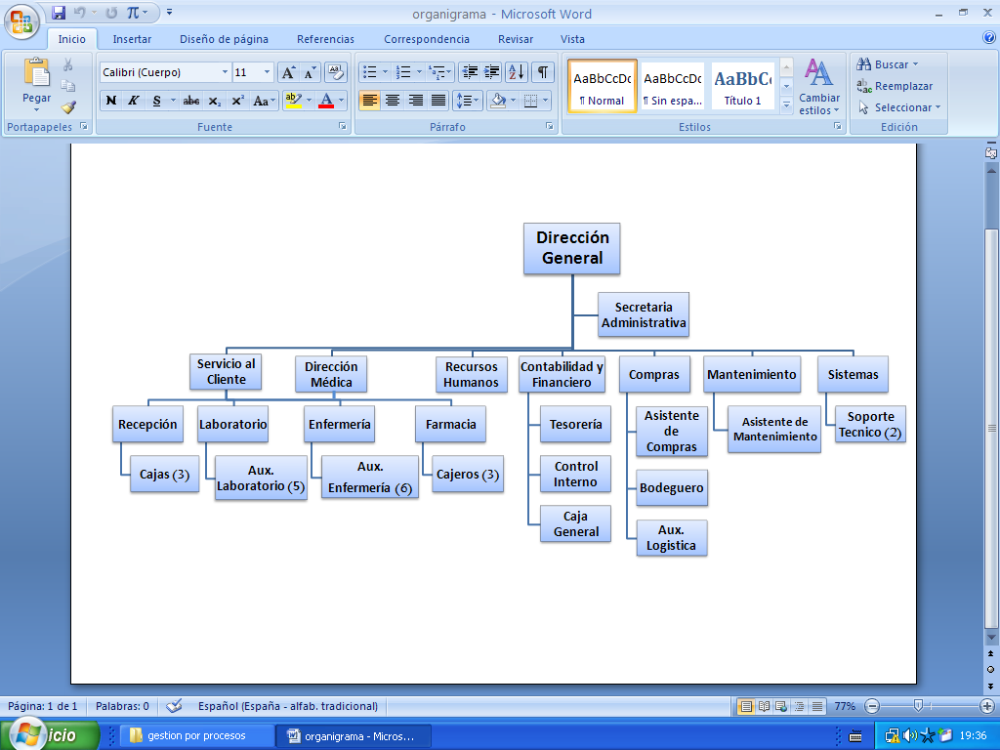 organigrama - Microsoft Word
Inicio Insertar Diseño de página Referencias Correspondencia Revisar Vista
Pegar
Portapapeles
Calibri (Cuerpo) 11
N K S abc x₂ x² Aa
Fuente
Párrafo
AaBbCcDc AaBbCcDc AaBbC
¶ Normal ¶ Sin espa... Título 1
Cambiar
estilos
Estilos
Buscar
Reemplazar
Seleccionar
Edición
Dirección
General
Secretaria
Administrativa
Servicio al
Cliente
Dirección
Médica
Recursos
Humanos
Contabilidad y
Financiero
Compras
Mantenimiento
Sistemas
Recepción
Laboratorio
Enfermería
Farmacia
Tesorería
Asistente
de
Compras
Asistente de
Mantenimiento
Soporte
Tecnico (2)
Cajas (3)
Aux.
Laboratorio (5)
Aux.
Enfermería (6)
Cajeros (3)
Control
Interno
Bodeguero
Caja
General
Aux.
Logistica
Página: 1 de 1 Palabras: 0 Español (España - alfab. tradicional) 77%
icio gestion por procesos organigrama - Micros... 19:36